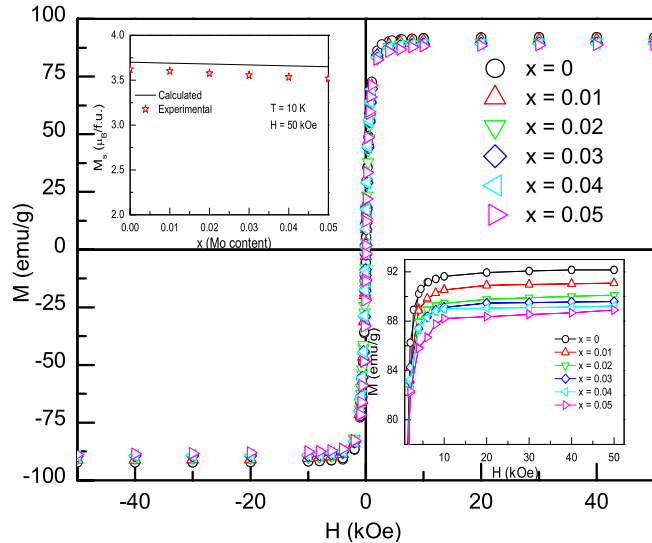 100
75
50
25
0
-25
-50
-75
-100
M (emu/g)
-40
-20
0
20
40
H (kOe)
x = 0
x = 0.01
x = 0.02
x = 0.03
x = 0.04
x = 0.05
4.5
4.0
3.5
3.0
2.5
2.0
Mₛ (μB/f.u.)
0.00 0.01 0.02 0.03 0.04 0.05
x (Mo content)
Calculated
Experimental
T = 10 K
H = 50 kOe
92
88
84
80
M (emu/g)
10 20 30 40 50
H (kOe)
x = 0
x = 0.01
x = 0.02
x = 0.03
x = 0.04
x = 0.05